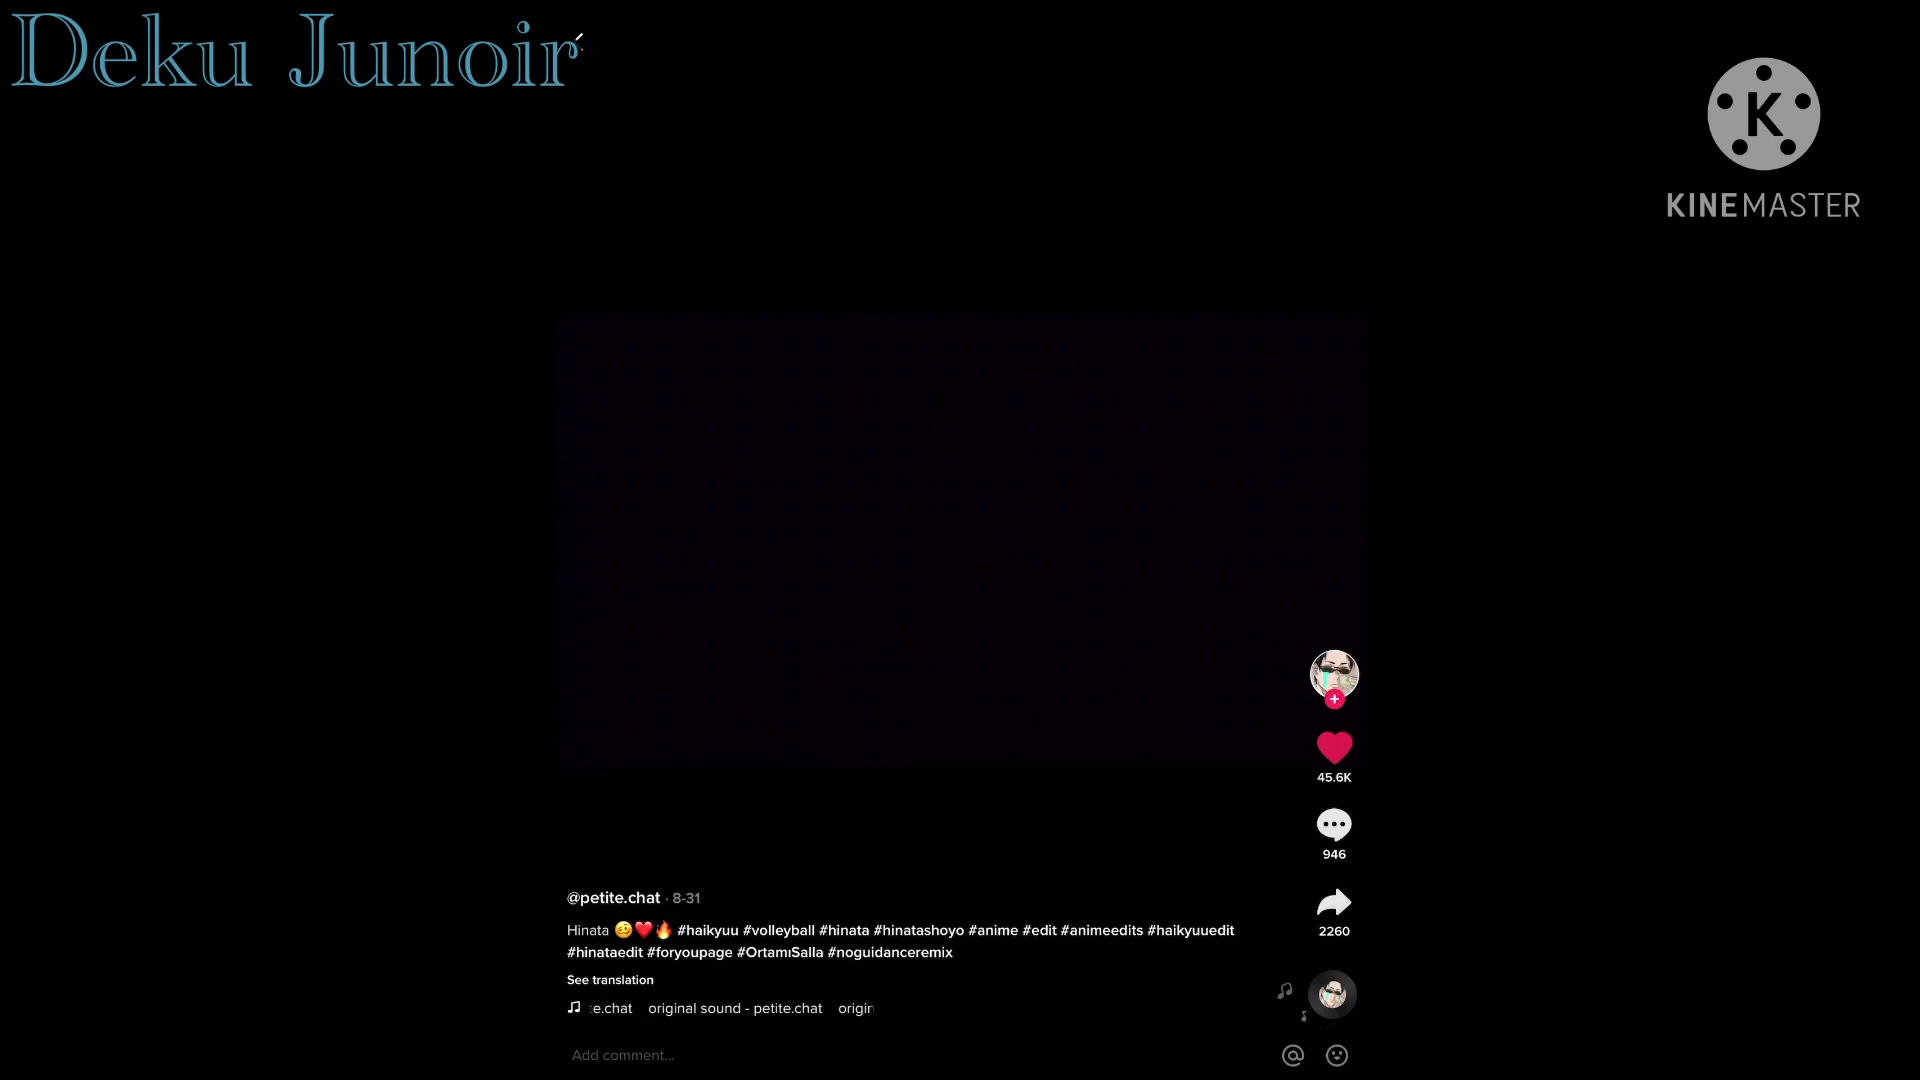 Deku Junoir
K
KINEMASTER
45.6K
946
2260
@petite.chat · 8-31
Hinata 🥴❤️🔥 #haikyuu #volleyball #hinata #hinatashoyo #anime #edit #animeedits #haikyuuedit
#hinataedit #foryoupage #OrtamıSalla #noguidanceremix
See translation
te.chat original sound - petite.chat origin
Add comment...